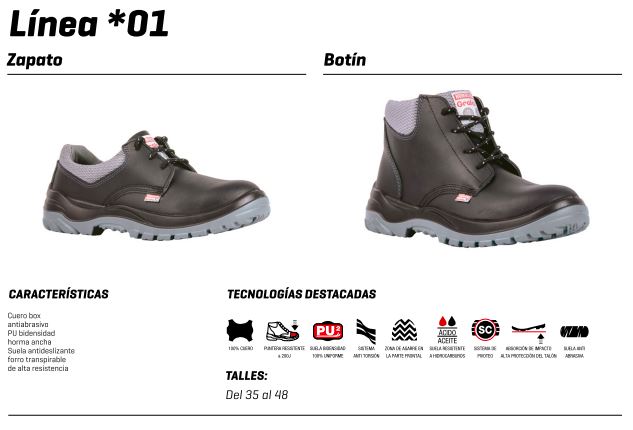 Línea *01
Zapato
Botín
CARACTERÍSTICAS
Cuero box
antiabrasivo
PU bidensidad
horma ancha
Suela antideslizante
forro transpirable
de alta resistencia
TECNOLOGÍAS DESTACADAS
100% CUERO
PUNTERA RESISTENTE
a 200J
PU2
SUELA BIDENSIDAD
100% UNIFORME
SISTEMA
ANTI TORSIÓN
ZONA DE AGARRE EN
LA PARTE FRONTAL
ÁCIDO
ACEITE
SUELA RESISTENTE
A HIDROCARBUROS
SC
SISTEMA DE
PIVOTEO
ABSORCIÓN DE IMPACTO
ALTA PROTECCIÓN DEL TALÓN
SUELA ANTI
ABRASIVA
TALLES:
Del 35 al 48